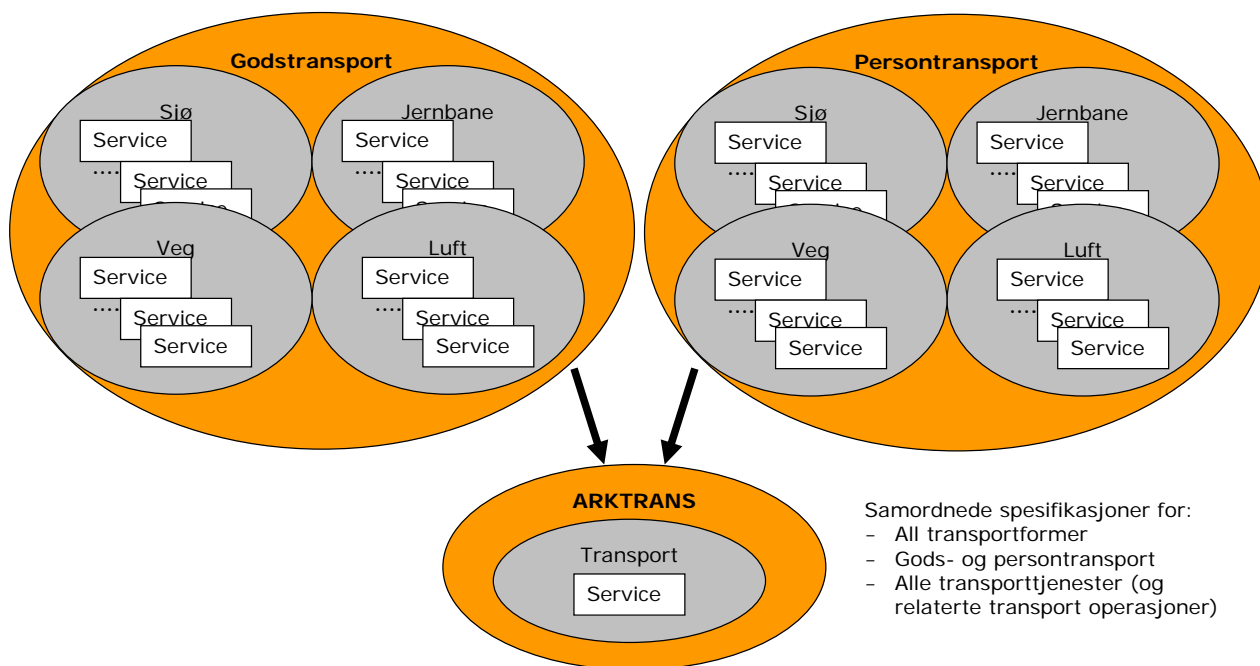 Godstransport
Sjø
Service
.....
Service
Jernbane
Service
.....
Service
Veg
Service
.....
Service
Service
Luft
Service
.....
Service
Service
Persontransport
Sjø
Service
.....
Service
Jernbane
Service
.....
Service
Veg
Service
.....
Service
Service
Luft
Service
.....
Service
Service
ARKTRANS
Transport
Service
Samordnede spesifikasjoner for:
– All transportformer
– Gods- og persontransport
– Alle transporttjenester (og
relaterte transport operasjoner)